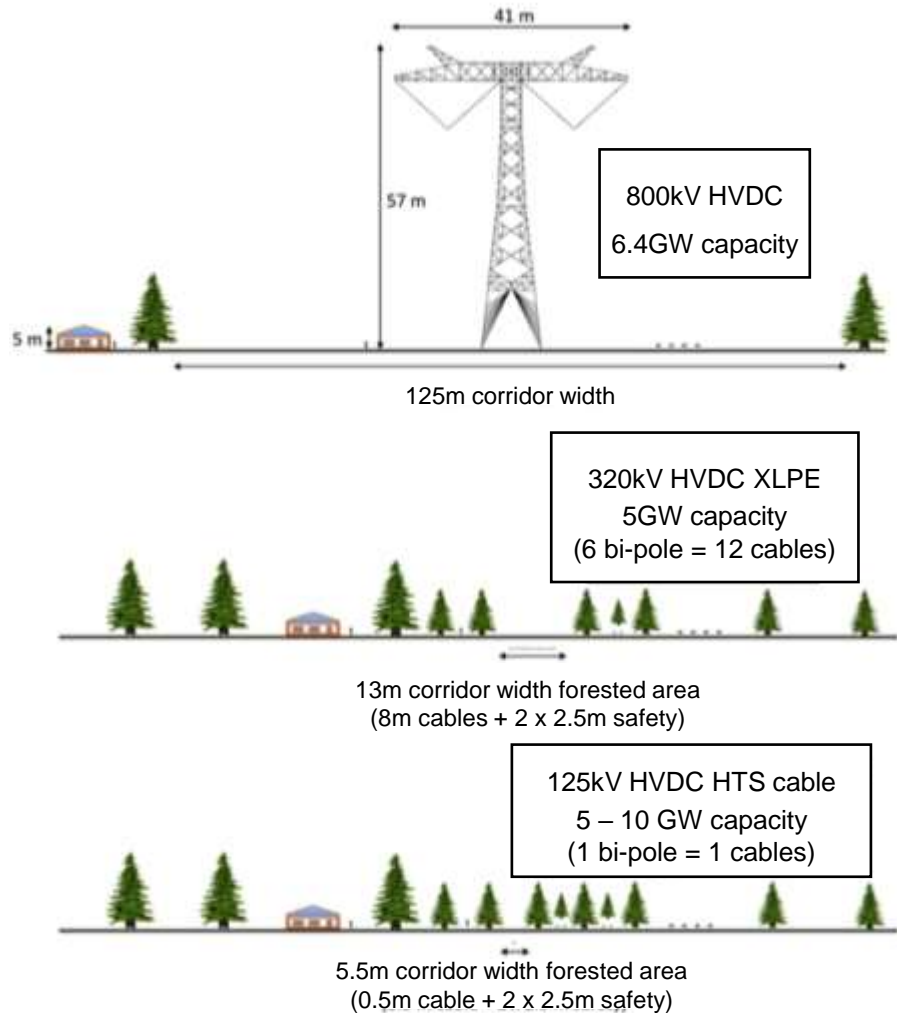 41 m
57 m
800kV HVDC
6.4GW capacity
5 m
125m corridor width
320kV HVDC XLPE
5GW capacity
(6 bi-pole = 12 cables)
13m corridor width forested area
(8m cables + 2 x 2.5m safety)
125kV HVDC HTS cable
5 – 10 GW capacity
(1 bi-pole = 1 cables)
5.5m corridor width forested area
(0.5m cable + 2 x 2.5m safety)